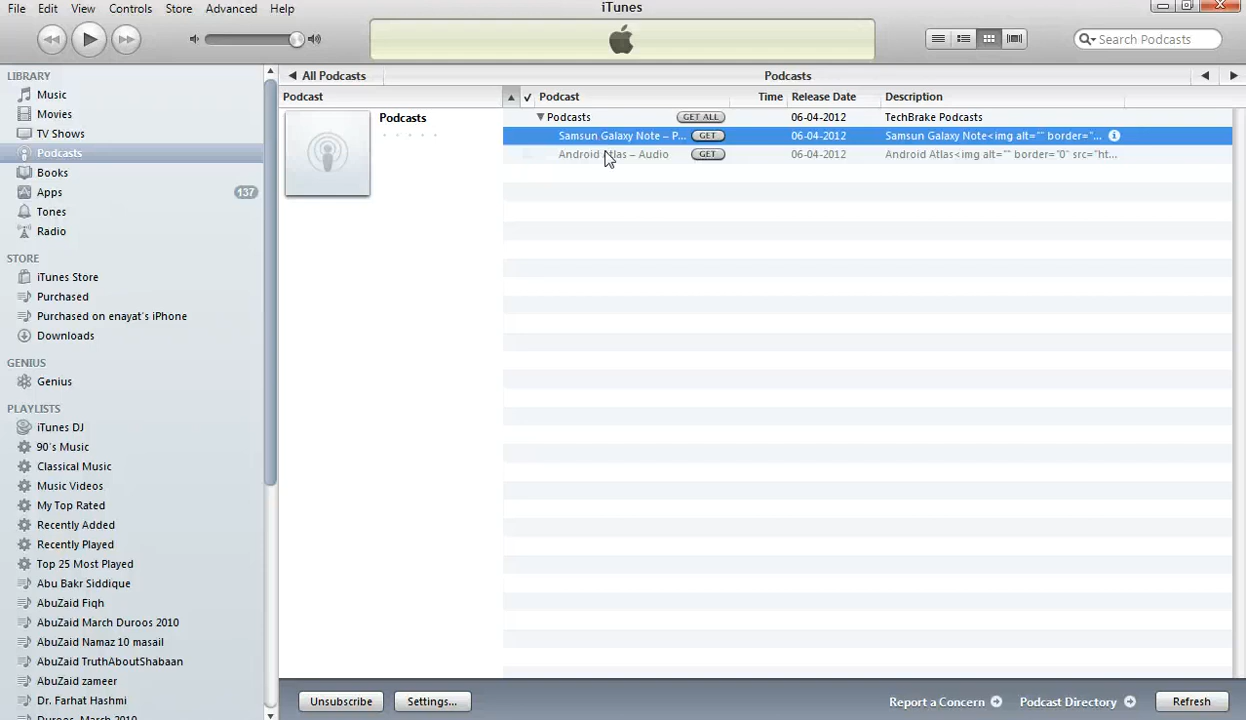 File Edit View Controls Store Advanced Help
iTunes
Search Podcasts
LIBRARY
Music
Movies
TV Shows
Podcasts
Books
Apps 137
Tones
Radio
STORE
iTunes Store
Purchased
Purchased on enayat's iPhone
Downloads
GENIUS
Genius
PLAYLISTS
iTunes DJ
90's Music
Classical Music
Music Videos
My Top Rated
Recently Added
Recently Played
Top 25 Most Played
Abu Bakr Siddique
AbuZaid Fiqh
AbuZaid March Duroos 2010
AbuZaid Namaz 10 masail
AbuZaid TruthAboutShabaan
AbuZaid zameer
Dr. Farhat Hashmi
Duroos March 2010
All Podcasts
Podcasts
Podcast
Podcast Time Release Date Description
Podcasts
Podcasts GET ALL 06-04-2012 TechBrake Podcasts
Samsun Galaxy Note – P... GET 06-04-2012 Samsun Galaxy Note<img alt="" border="...
Android Atlas – Audio GET 06-04-2012 Android Atlas<img alt="" border="0" src="ht...
Unsubscribe Settings... Report a Concern Podcast Directory Refresh